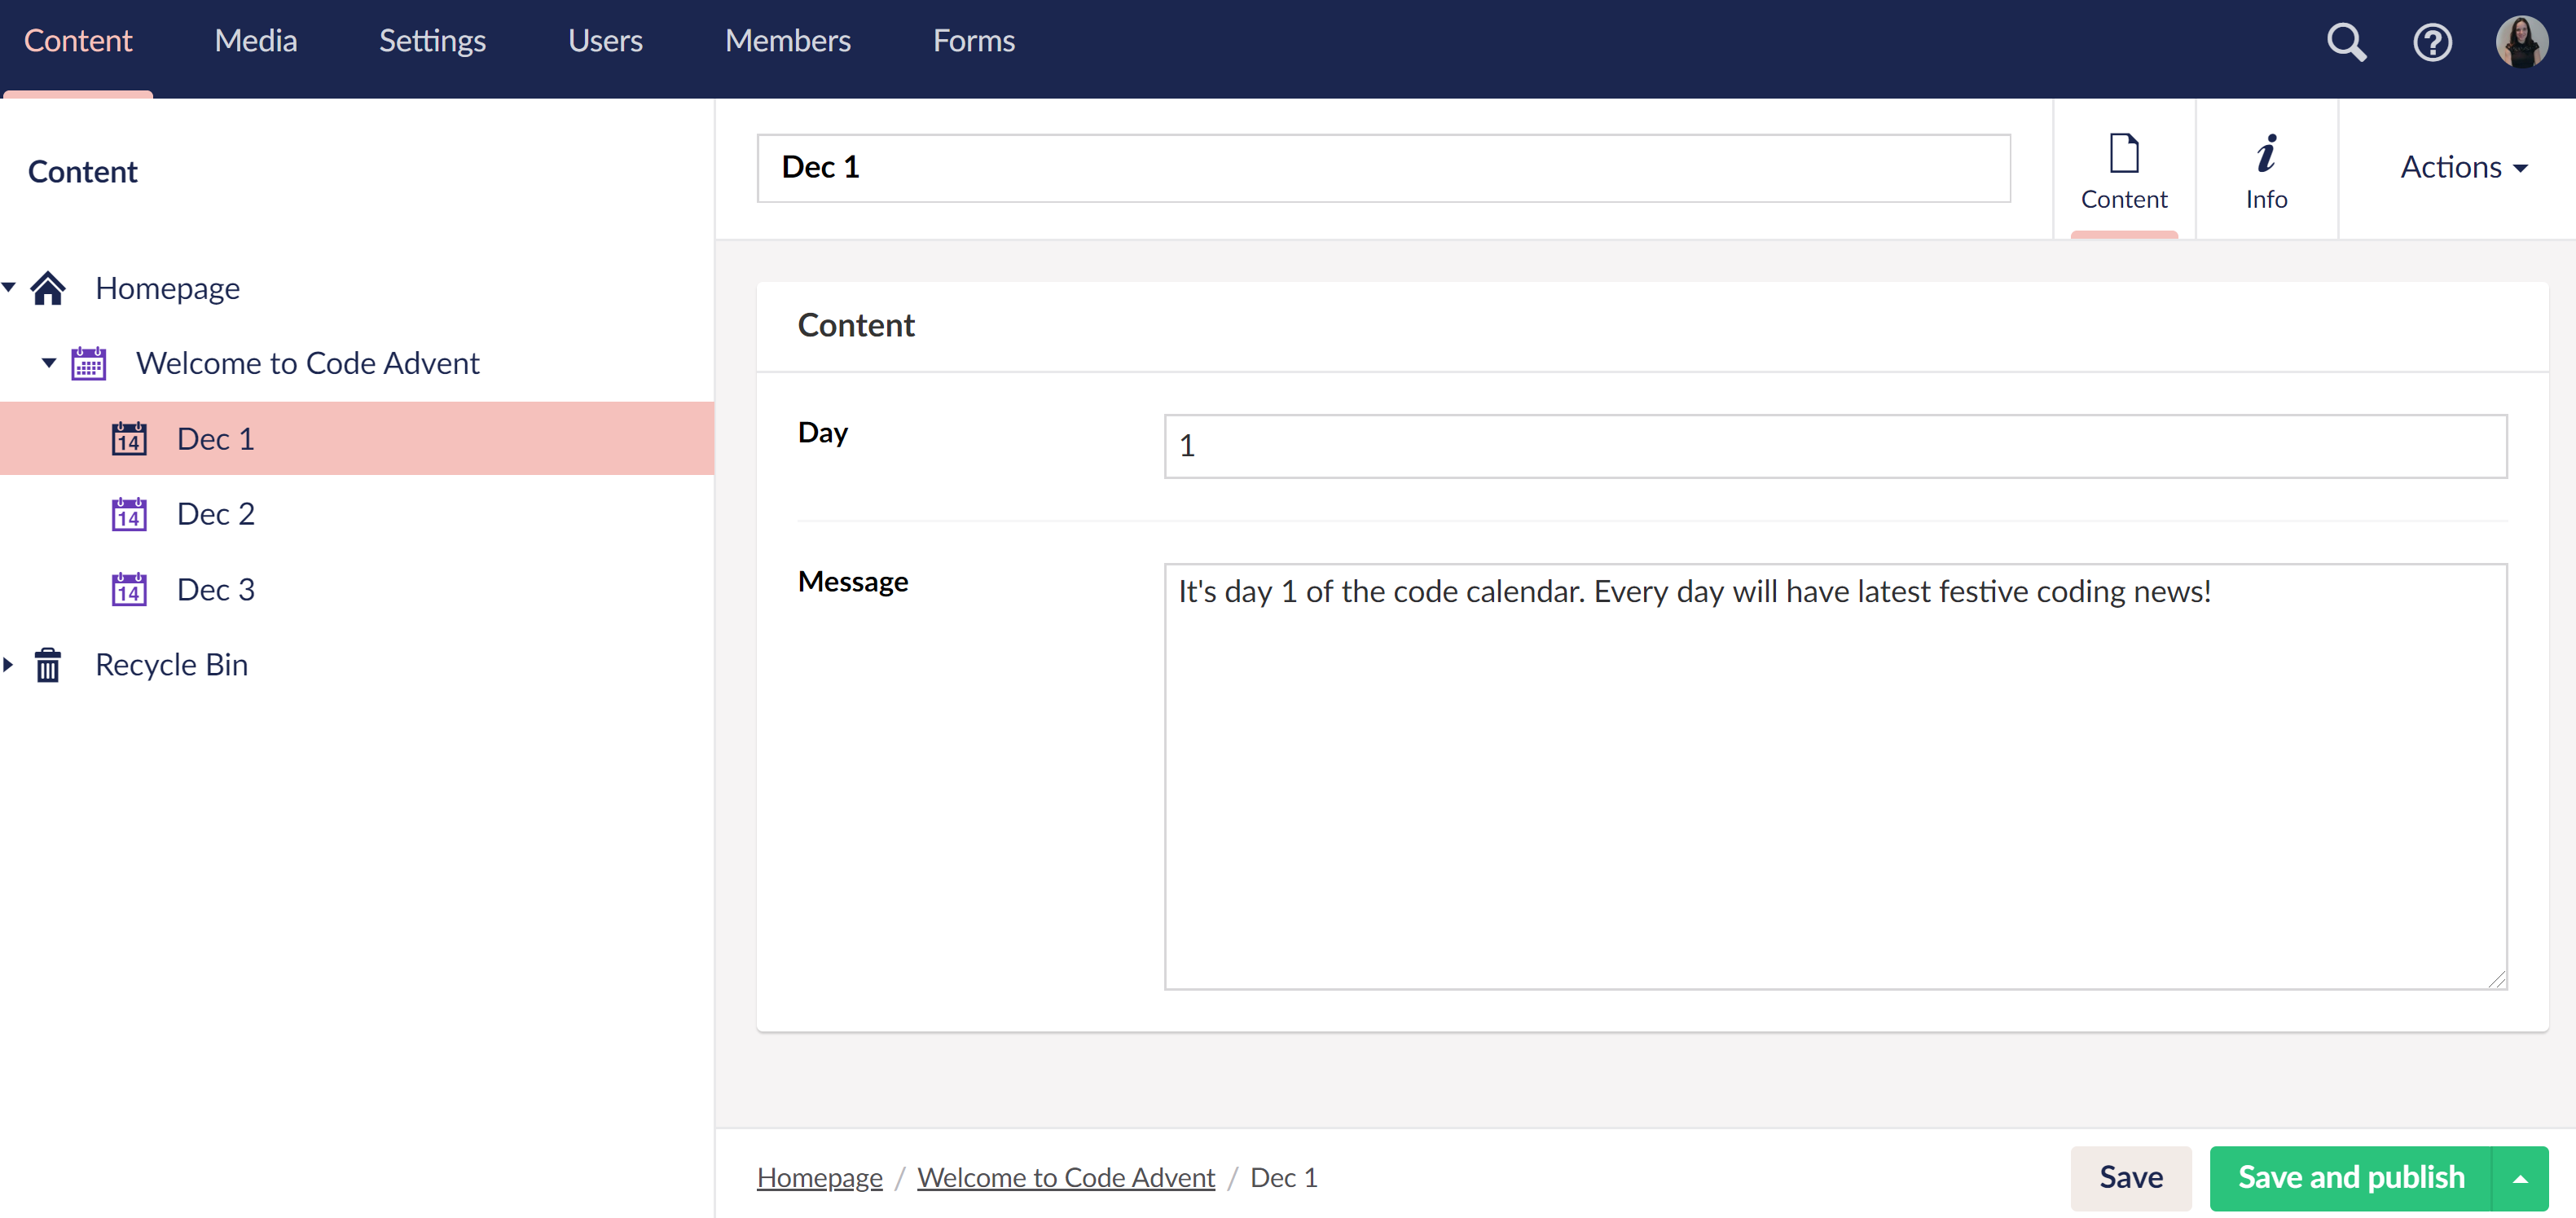 Content Media Settings Users Members Forms
Content
Homepage
Welcome to Code Advent
14 Dec 1
14 Dec 2
14 Dec 3
Recycle Bin
Dec 1
Content
Info
Actions
Content
Day
1
Message
It's day 1 of the code calendar. Every day will have latest festive coding news!
Homepage / Welcome to Code Advent / Dec 1
Save
Save and publish